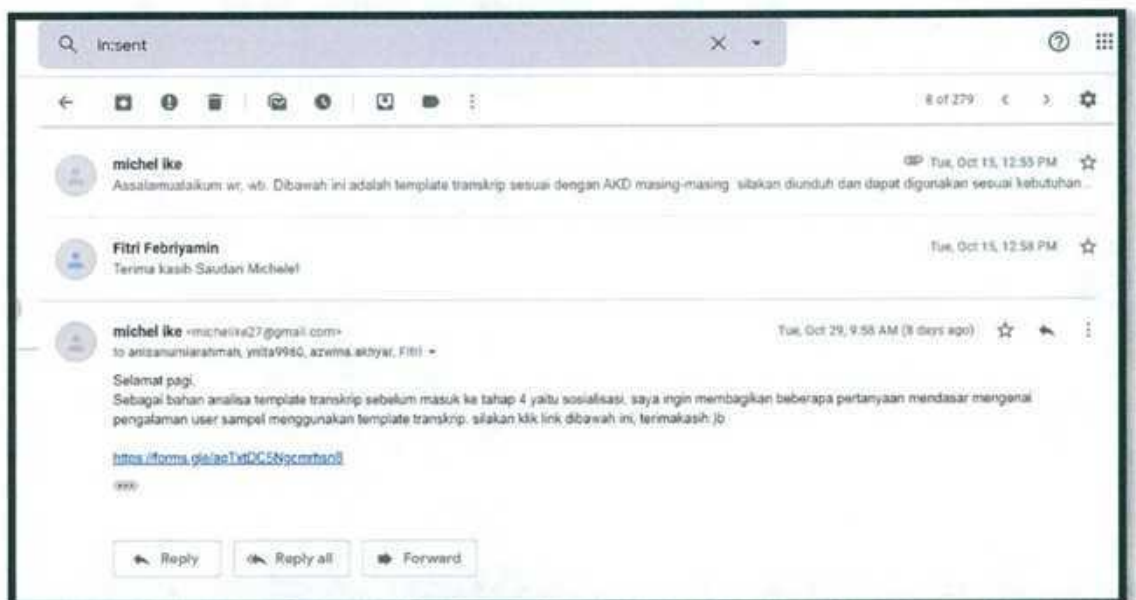 in:sent
8 of 279
michel ike
Tue, Oct 15, 12:55 PM
Assalamualaikum wr. wb. Dibawah ini adalah template transkrip sesuai dengan AKD masing-masing silakan diunduh dan dapat digunakan sesuai kebutuhan...
Fitri Febriyamin
Tue, Oct 15, 12:58 PM
Terima kasih Saudari Michele!
michel ike <michelike27@gmail.com>
Tue, Oct 29, 9:58 AM (8 days ago)
to anisanurniarahmah, ynita9960, azwina.akhyar, Fitri
Selamat pagi,
Sebagai bahan analisa template transkrip sebelum masuk ke tahap 4 yaitu sosialisasi, saya ingin membagikan beberapa pertanyaan mendasar mengenai
pengalaman user sampel menggunakan template transkrip. silakan klik link dibawah ini, terimakasih :)
Reply
Reply all
Forward